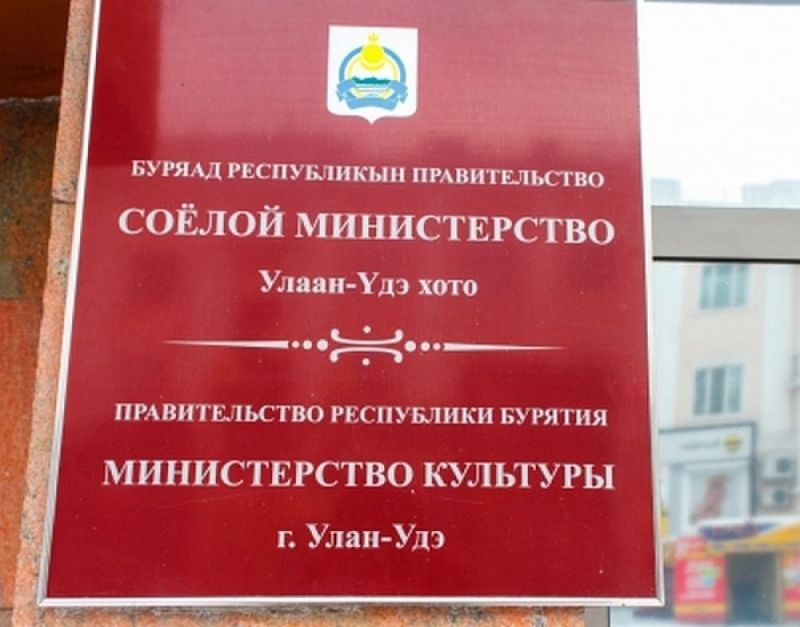 БУРЯАД РЕСПУБЛИКЫН ПРАВИТЕЛЬСТВО
СОЁЛОЙ МИНИСТЕРСТВО
Улаан-Үдэ хото
ПРАВИТЕЛЬСТВО РЕСПУБЛИКИ БУРЯТИЯ
МИНИСТЕРСТВО КУЛЬТУРЫ
г. Улан-Удэ